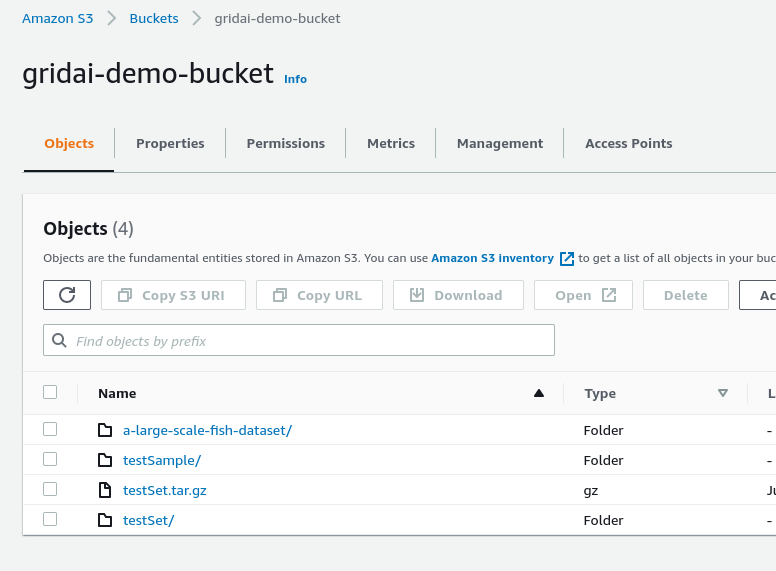 Amazon S3 > Buckets > gridai-demo-bucket
gridai-demo-bucket Info
Objects Properties Permissions Metrics Management Access Points
Objects (4)
Objects are the fundamental entities stored in Amazon S3. You can use Amazon S3 inventory to get a list of all objects in your buc
Copy S3 URI Copy URL Download Open Delete Ac
Find objects by prefix
Name Type L
a-large-scale-fish-dataset/ Folder -
testSample/ Folder -
testSet.tar.gz gz Ju
testSet/ Folder -